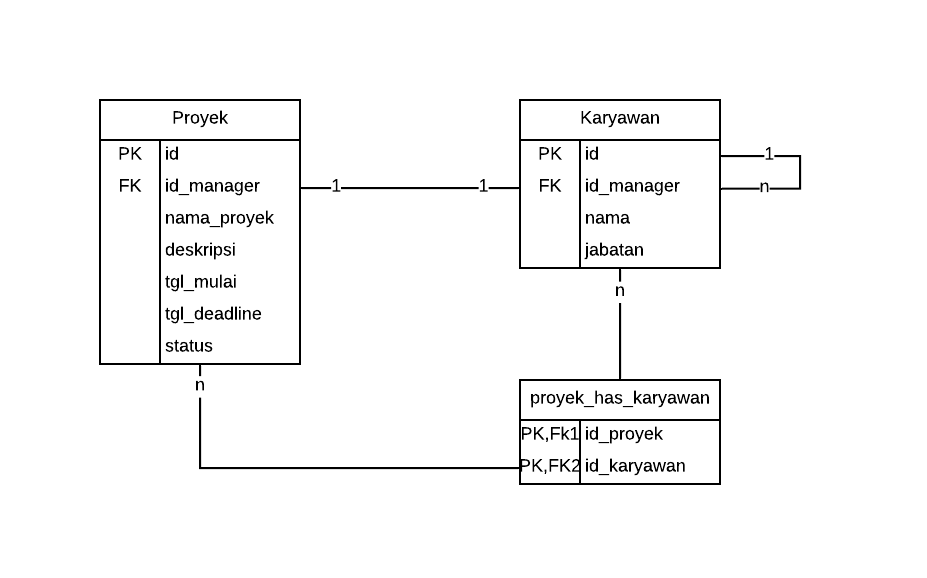 Proyek
PK id
FK id_manager
nama_proyek
deskripsi
tgl_mulai
tgl_deadline
status
n
1
1
Karyawan
PK id
FK id_manager
nama
jabatan
1
n
n
proyek_has_karyawan
PK,Fk1 id_proyek
PK,FK2 id_karyawan